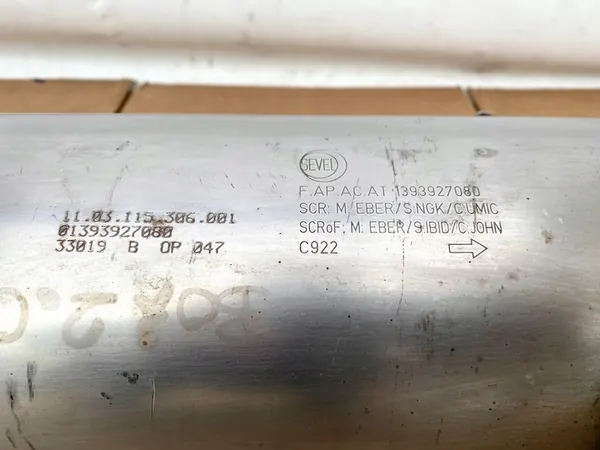 11.03.115.306.001
01393927080
33019 B OP 047
SEVEL
F.AP.AC.AT 1393927080
SCR: M. EBER/S.NGK/C.UMIC
SCRoF: M. EBER/S.IBID/C.JOHN
C922